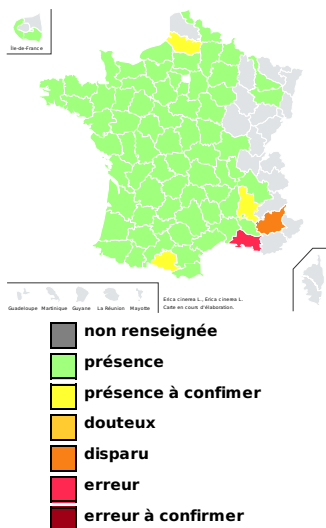 Île-de-France
Guadeloupe Martinique Guyane La Réunion Mayotte
Erica cinerea L., Erica cinerea L.
Carte en cours d'élaboration.
non renseignée
présence
présence à confimer
douteux
disparu
erreur
erreur à confirmer